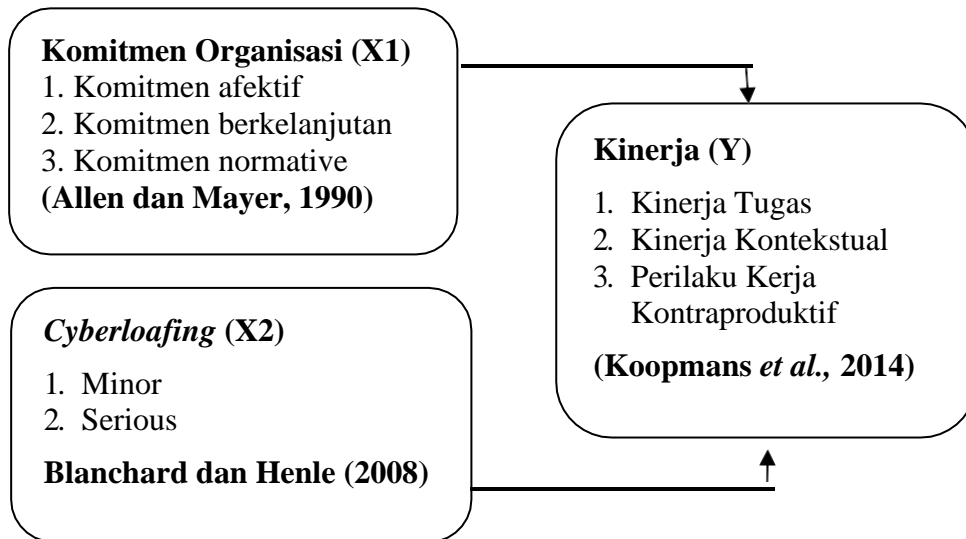 Komitmen Organisasi (X1)
1. Komitmen afektif
2. Komitmen berkelanjutan
3. Komitmen normative
(Allen dan Mayer, 1990)
Cyberloafing (X2)
1. Minor
2. Serious
Blanchard dan Henle (2008)
Kinerja (Y)
1. Kinerja Tugas
2. Kinerja Kontekstual
3. Perilaku Kerja
Kontraproduktif
(Koopmans et al., 2014)